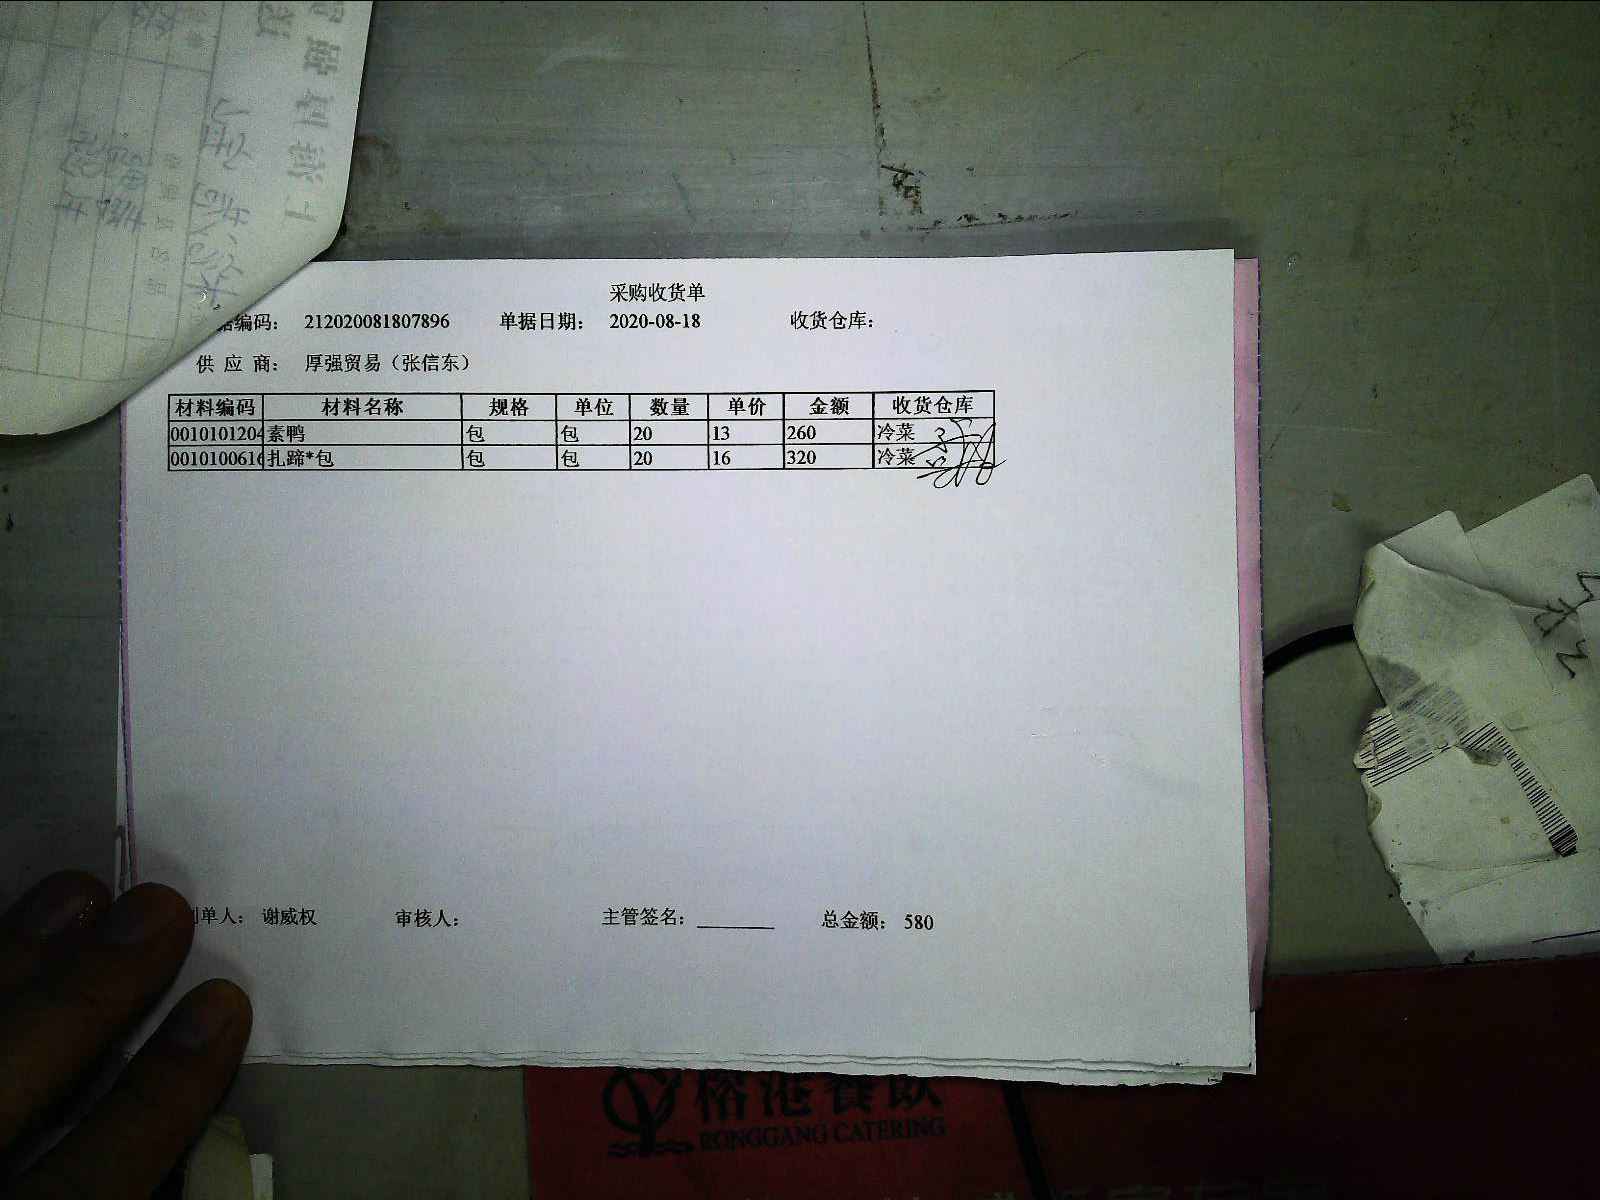 采购收货单
据编码： 212020081807896 单据日期： 2020-08-18 收货仓库：
供 应 商： 厚强贸易（张信东）
材料编码 材料名称 规格 单位 数量 单价 金额 收货仓库
0010101204 素鸭 包 包 20 13 260 冷菜
0010100616 扎蹄*包 包 包 20 16 320 冷菜
制单人： 谢威权 审核人： 主管签名： 总金额： 580
榕港餐飲
RONGGANG CATERING